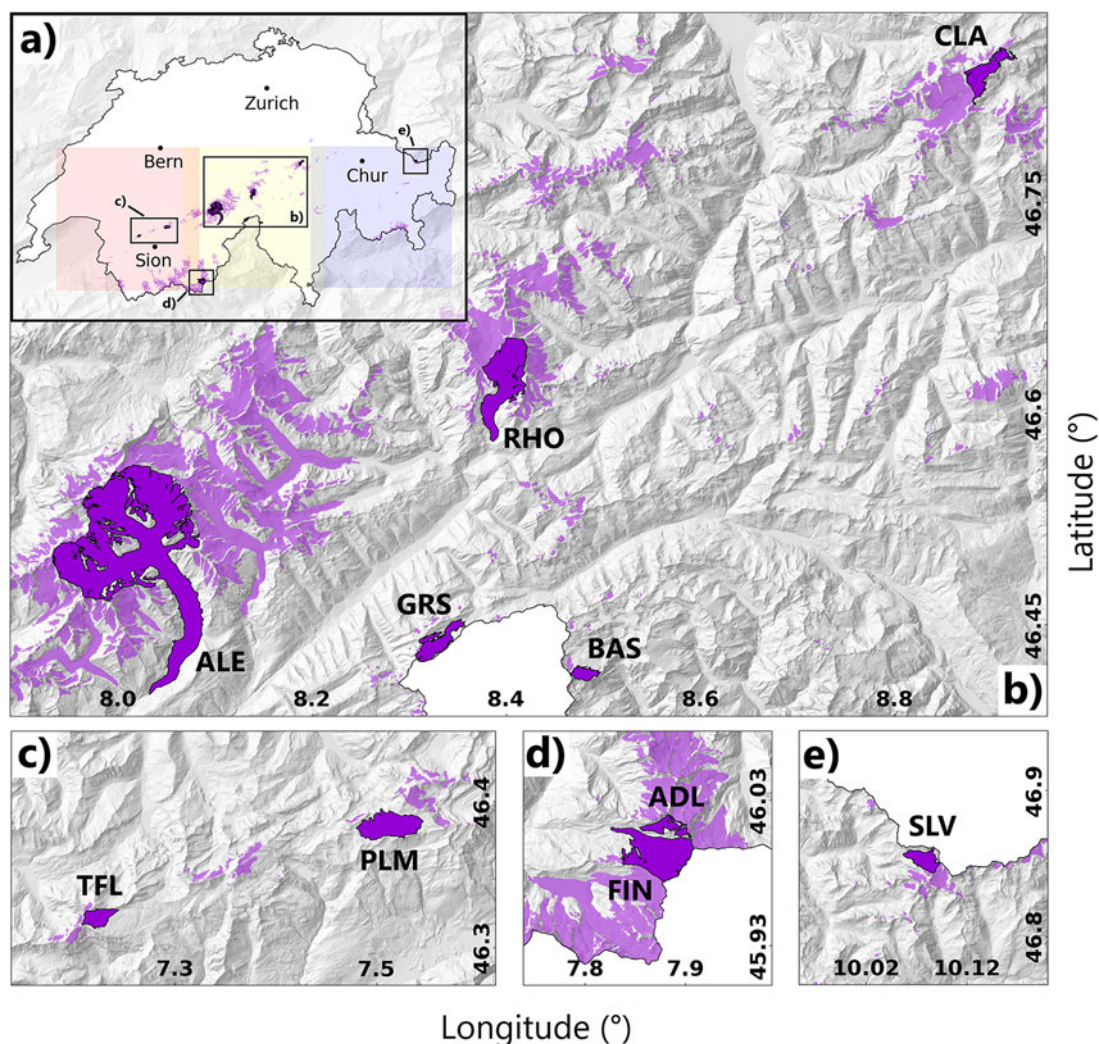 a)
Zurich
Bern
e)
Chur
c)
b)
Sion
d)
CLA
46.75
RHO
46.6
Latitude (°)
GRS
BAS
46.45
ALE
8.0
8.2
8.4
8.6
8.8
b)
c)
46.4
PLM
TFL
46.3
7.3
7.5
d)
46.03
ADL
FIN
45.93
7.8
7.9
e)
46.9
SLV
46.8
10.02
10.12
Longitude (°)